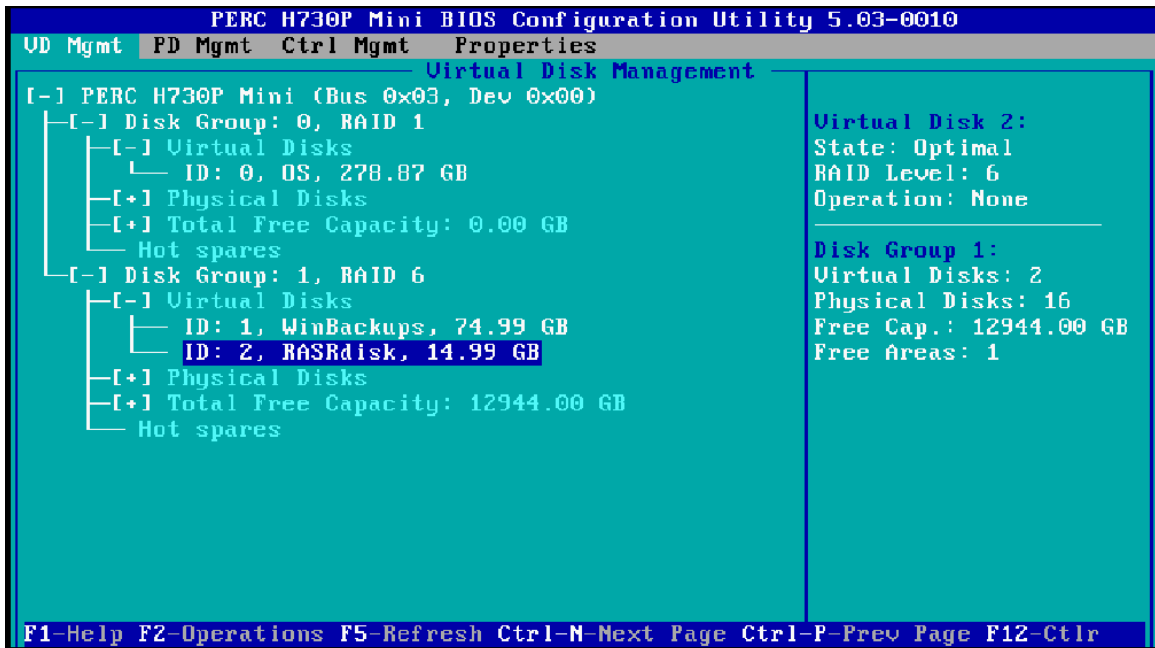 PERC H730P Mini BIOS Configuration Utility 5.03-0010
VD Mgmt PD Mgmt Ctrl Mgmt Properties
Virtual Disk Management
[-] PERC H730P Mini (Bus 0x03, Dev 0x00)
[-] Disk Group: 0, RAID 1
[-] Virtual Disks
ID: 0, OS, 278.87 GB
[+] Physical Disks
[+] Total Free Capacity: 0.00 GB
Hot spares
[-] Disk Group: 1, RAID 6
[-] Virtual Disks
ID: 1, WinBackups, 74.99 GB
ID: 2, RASRdisk, 14.99 GB
[+] Physical Disks
[+] Total Free Capacity: 12944.00 GB
Hot spares
Virtual Disk 2:
State: Optimal
RAID Level: 6
Operation: None
Disk Group 1:
Virtual Disks: 2
Physical Disks: 16
Free Cap.: 12944.00 GB
Free Areas: 1
F1-Help F2-Operations F5-Refresh Ctrl-N-Next Page Ctrl-P-Prev Page F12-Ctlr